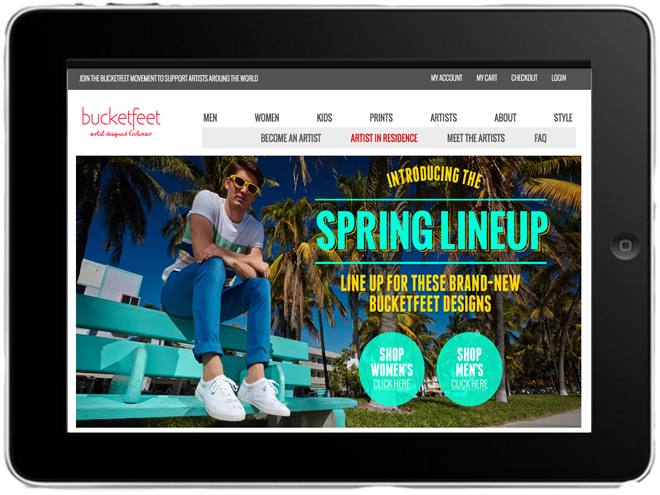 JOIN THE BUCKETFEET MOVEMENT TO SUPPORT ARTISTS AROUND THE WORLD MY ACCOUNT MY CART CHECKOUT LOGIN
bucketfeet
artist designed footwear
MEN WOMEN KIDS PRINTS ARTISTS ABOUT STYLE
BECOME AN ARTIST ARTIST IN RESIDENCE MEET THE ARTISTS FAQ
INTRODUCING THE
SPRING LINEUP
LINE UP FOR THESE BRAND-NEW
BUCKETFEET DESIGNS
SHOP
WOMEN'S
CLICK HERE
SHOP
MEN'S
CLICK HERE